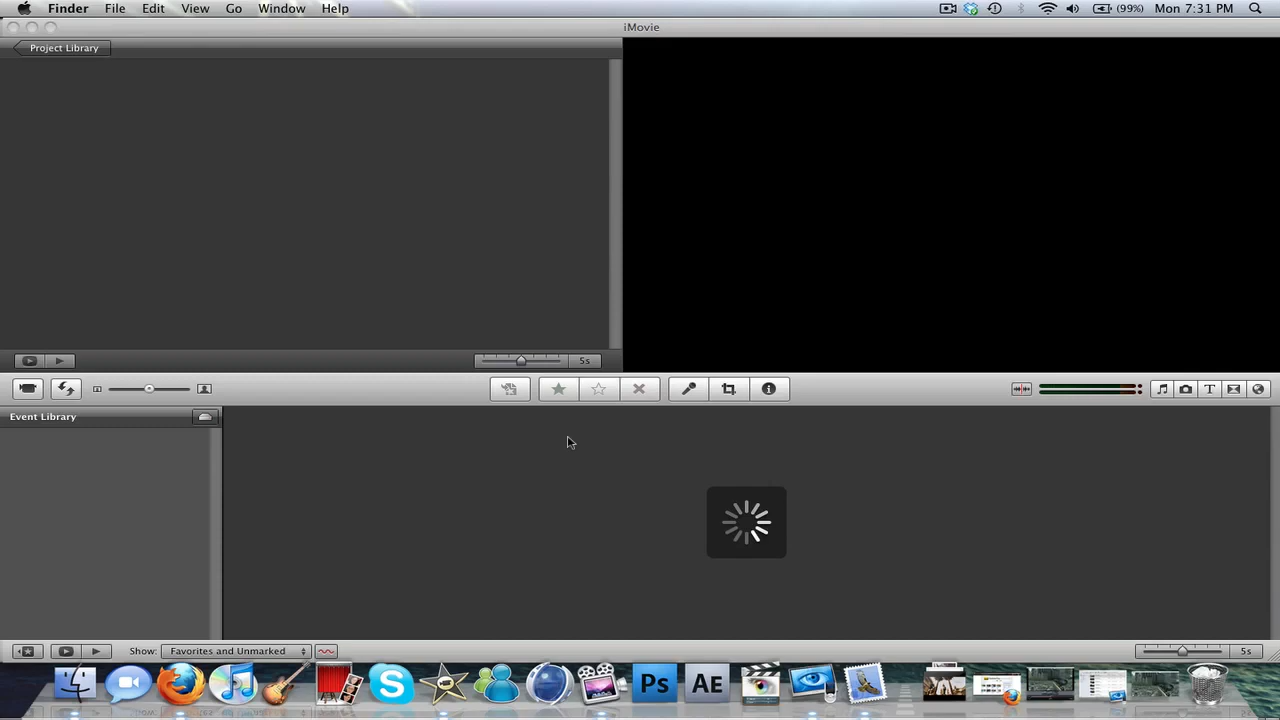 Finder File Edit View Go Window Help (99%) Mon 7:31 PM
iMovie
Project Library
5s
Event Library
Show: Favorites and Unmarked 5s
Ps AE